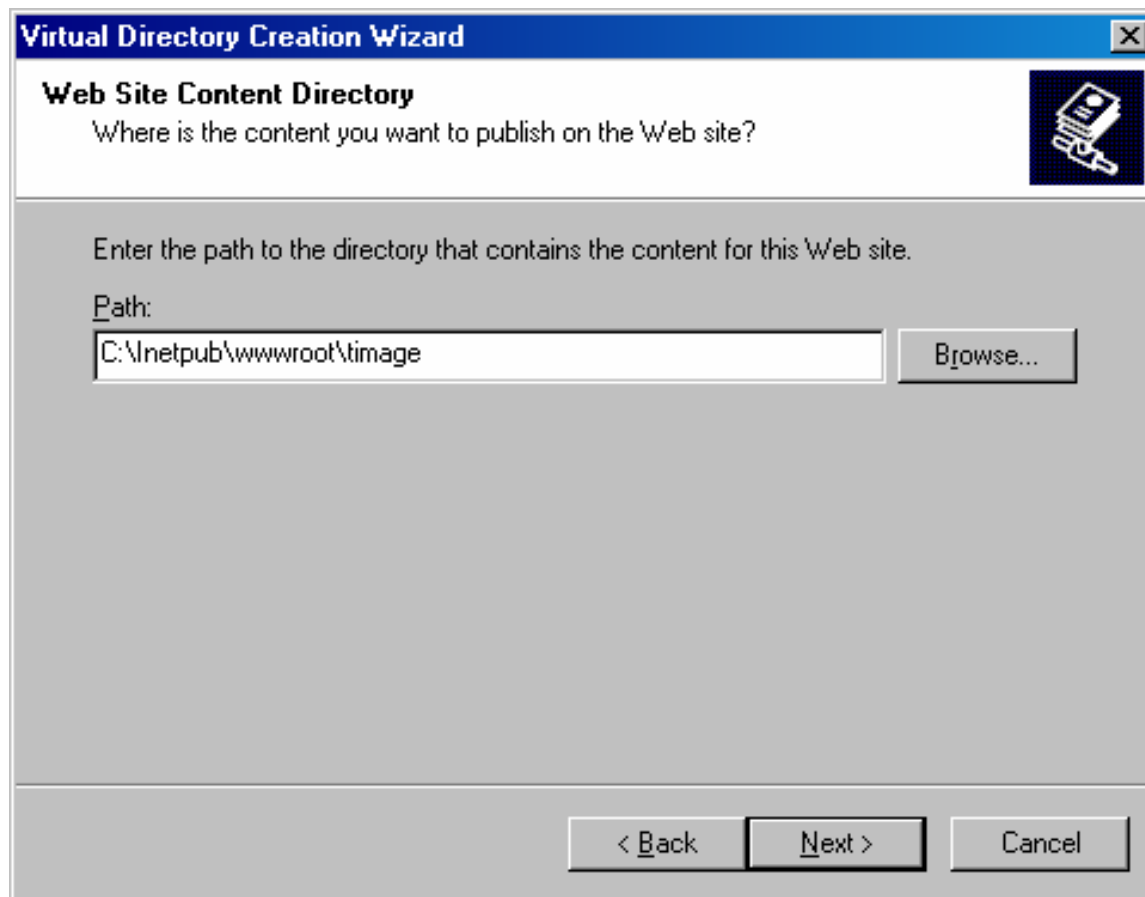 Virtual Directory Creation Wizard
Web Site Content Directory
Where is the content you want to publish on the Web site?
Enter the path to the directory that contains the content for this Web site.
Path:
C:\Inetpub\wwwroot\timage
Browse...
< Back Next > Cancel